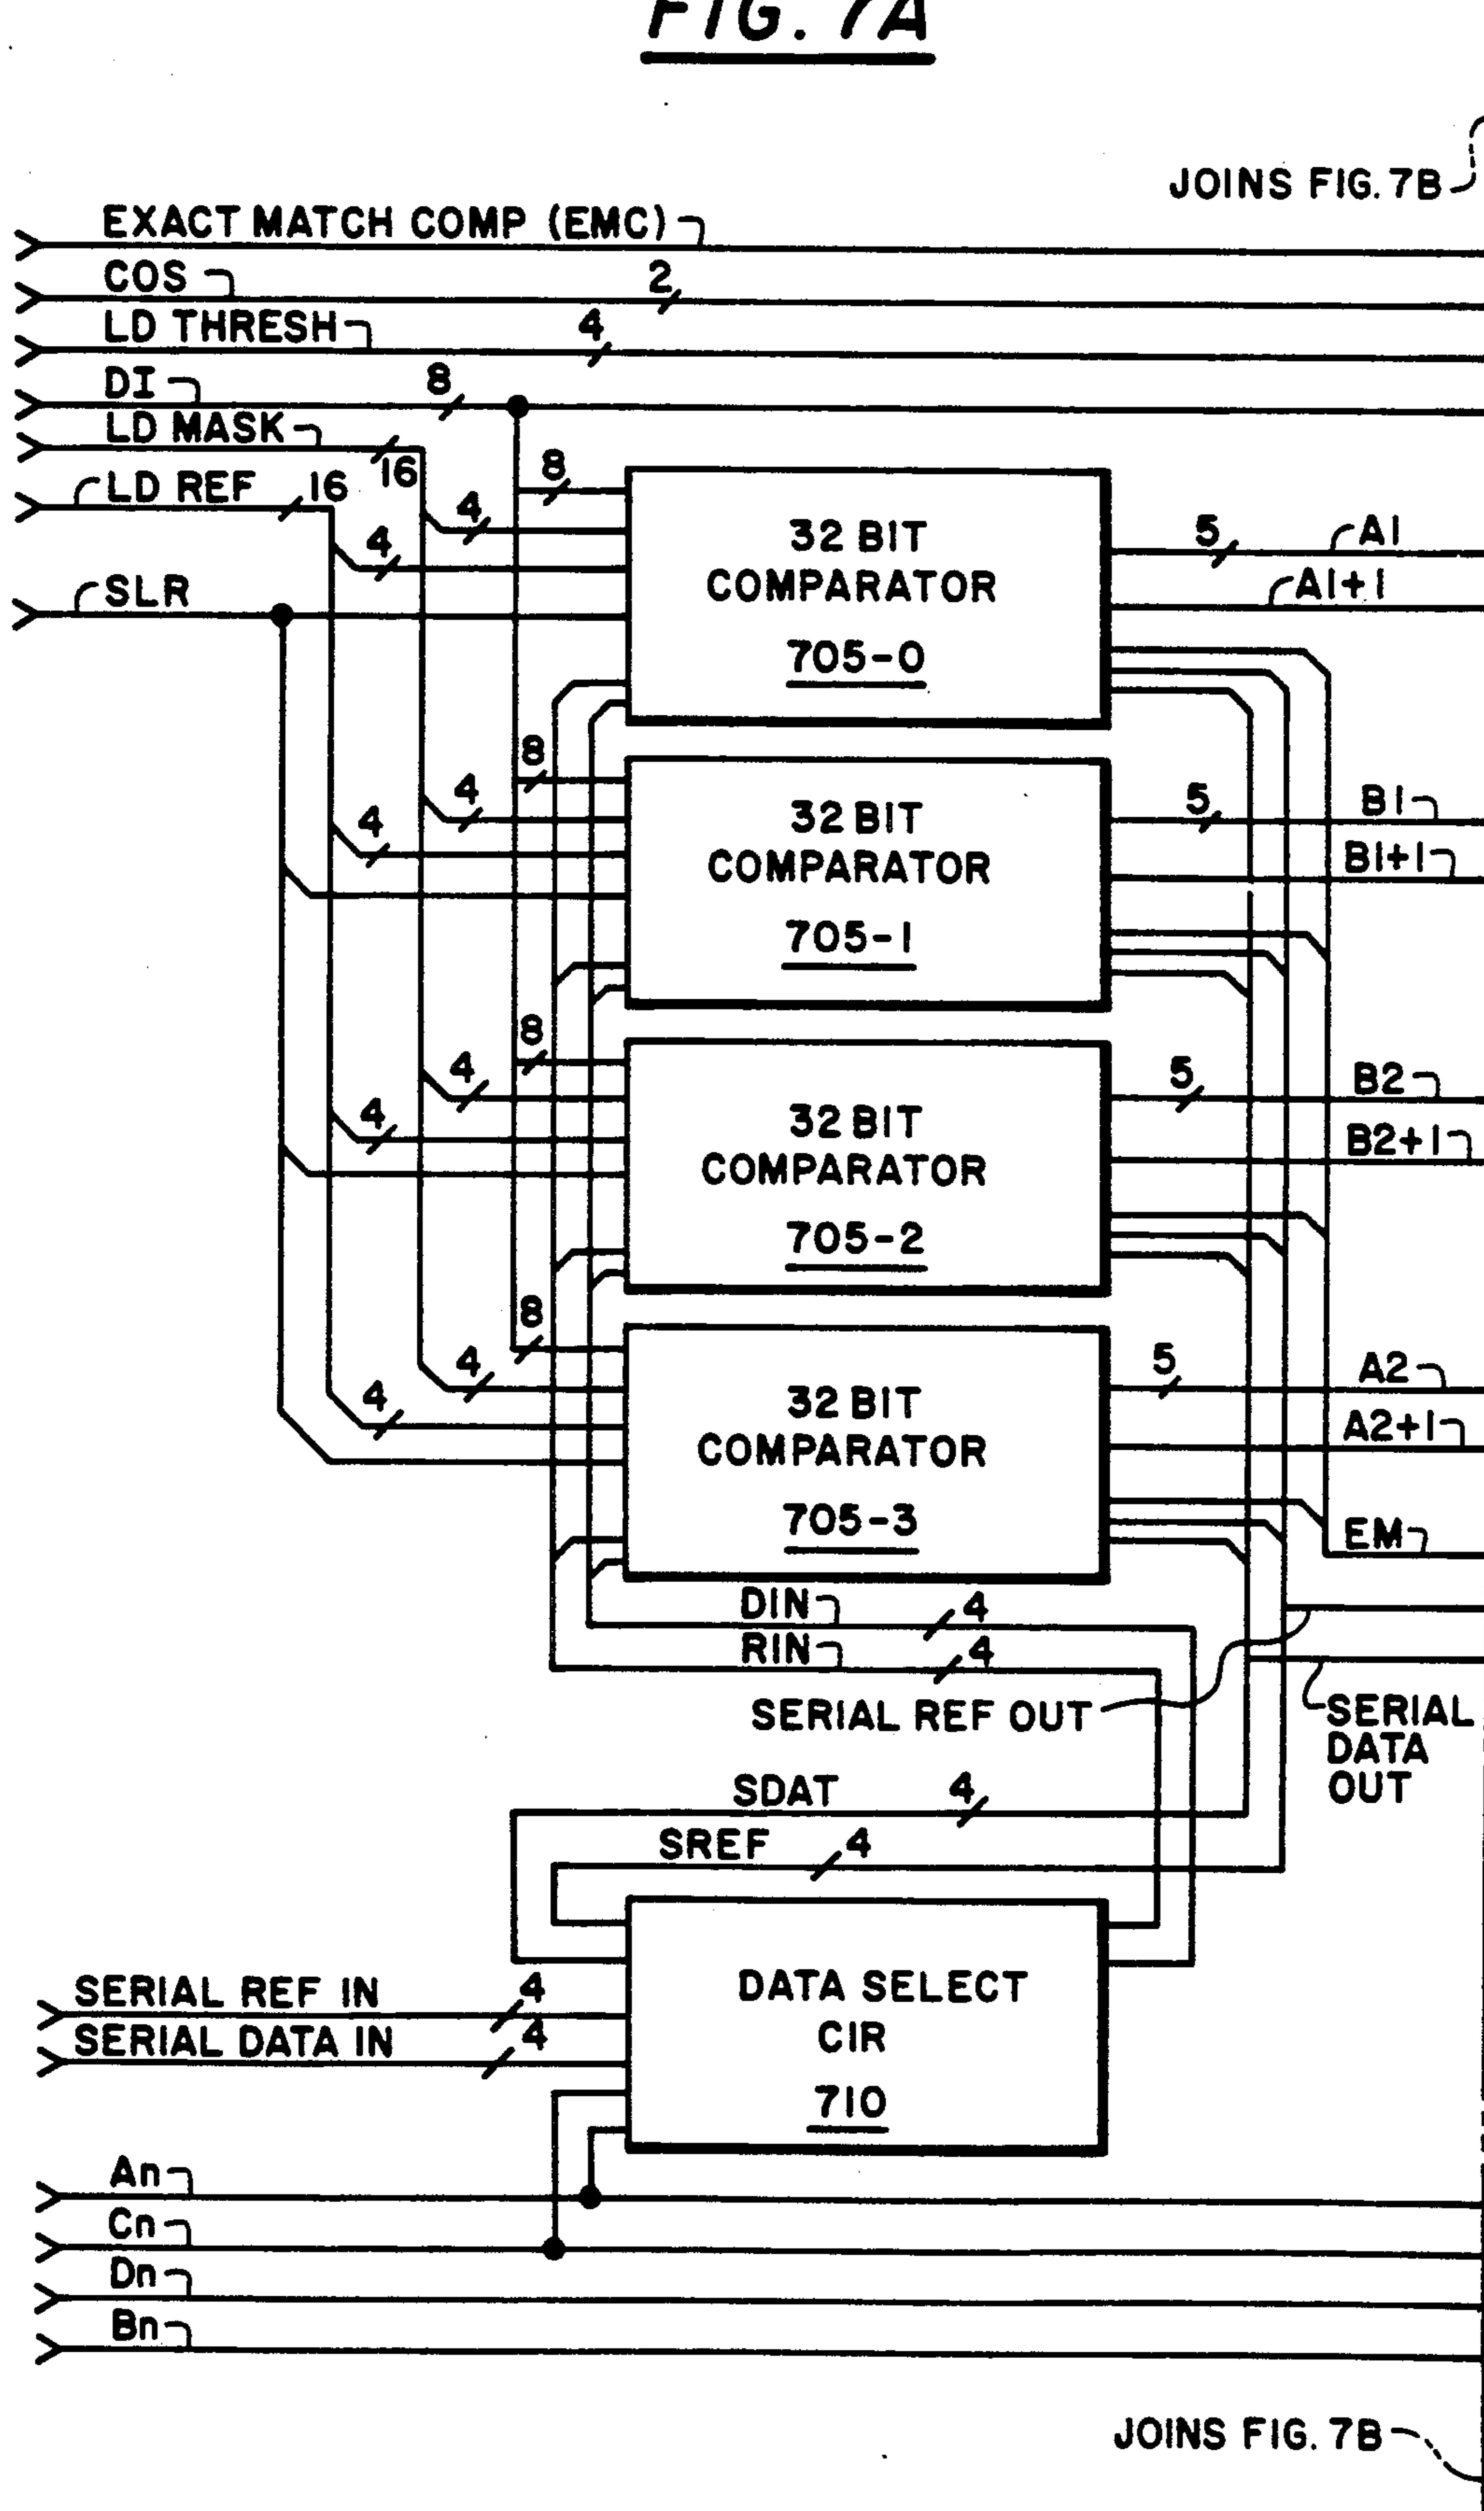 FIG. 7A
JOINS FIG. 7B
EXACT MATCH COMP (EMC)
COS
2
LD THRESH
4
DI
8
LD MASK
16
LD REF
16
8
4
4
32 BIT
COMPARATOR
705-0
5
A1
A1+1
SLR
8
4
4
32 BIT
COMPARATOR
705-1
5
B1
B1+1
8
4
4
32 BIT
COMPARATOR
705-2
5
B2
B2+1
8
4
4
32 BIT
COMPARATOR
705-3
5
A2
A2+1
EM
DIN
4
RIN
4
SERIAL REF OUT
SERIAL
DATA
OUT
SDAT
4
SREF
4
DATA SELECT
CIR
710
SERIAL REF IN
4
SERIAL DATA IN
4
An
Cn
Dn
Bn
JOINS FIG. 7B